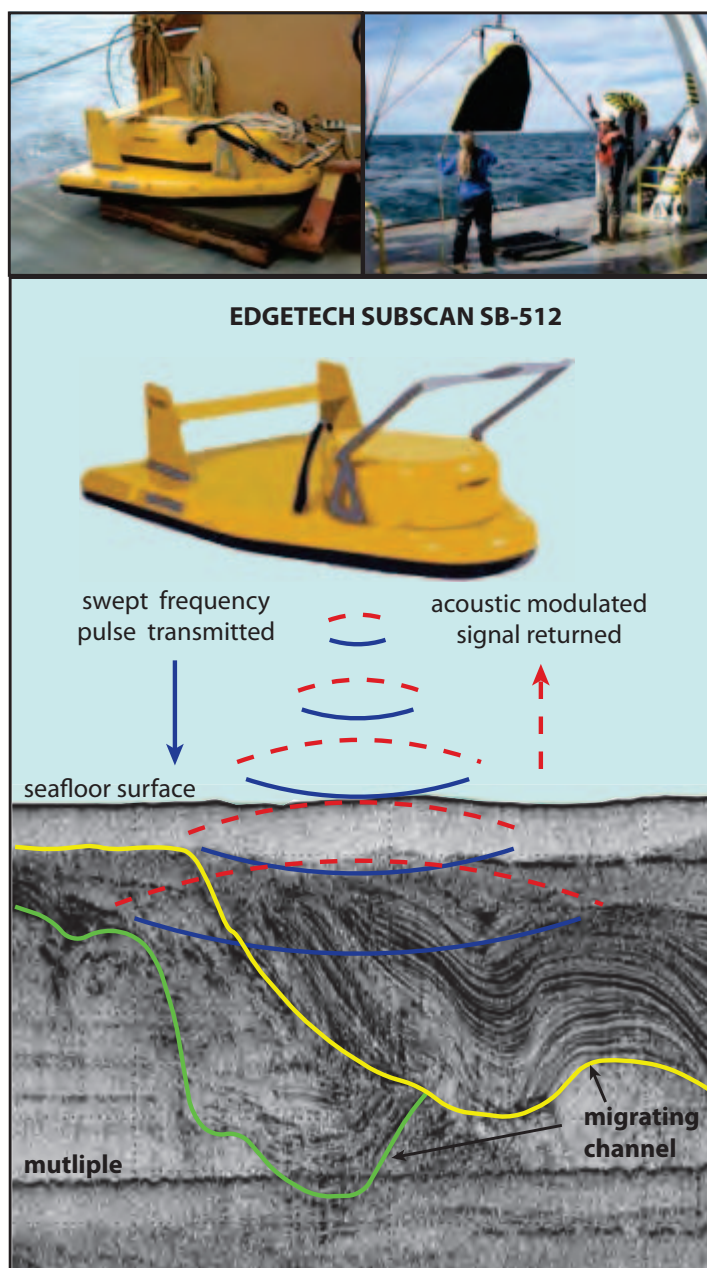 EDGETECH SUBSCAN SB-512
swept frequency
pulse transmitted
acoustic modulated
signal returned
seafloor surface
migrating
channel
mutliple